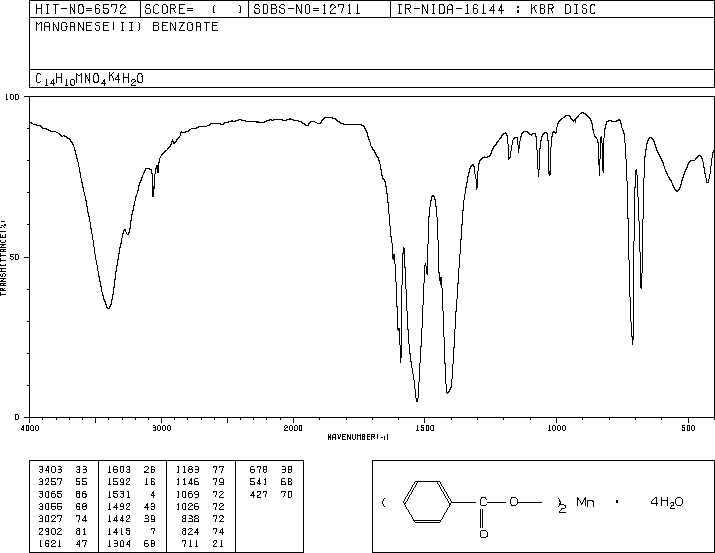 HIT-NO=6572 SCORE= ( ) SDBS-NO=12711 IR-NIDA-16144 : KBR DISC
MANGANESE(II) BENZOATE
C14H10MNO4K4H2O
100
50
0
TRANSMITTANCE(%)
4000 3000 2000 1500 1000 500
WAVENUMBER(-1)
3403 33 1603 26 1183 77 678 38
3257 55 1592 16 1146 79 541 68
3065 86 1531 4 1069 72 427 70
3055 60 1492 43 1026 72
3027 74 1442 39 838 72
2902 81 1415 7 824 74
1621 47 1304 68 711 21
( C O )2 Mn · 4H2O
O